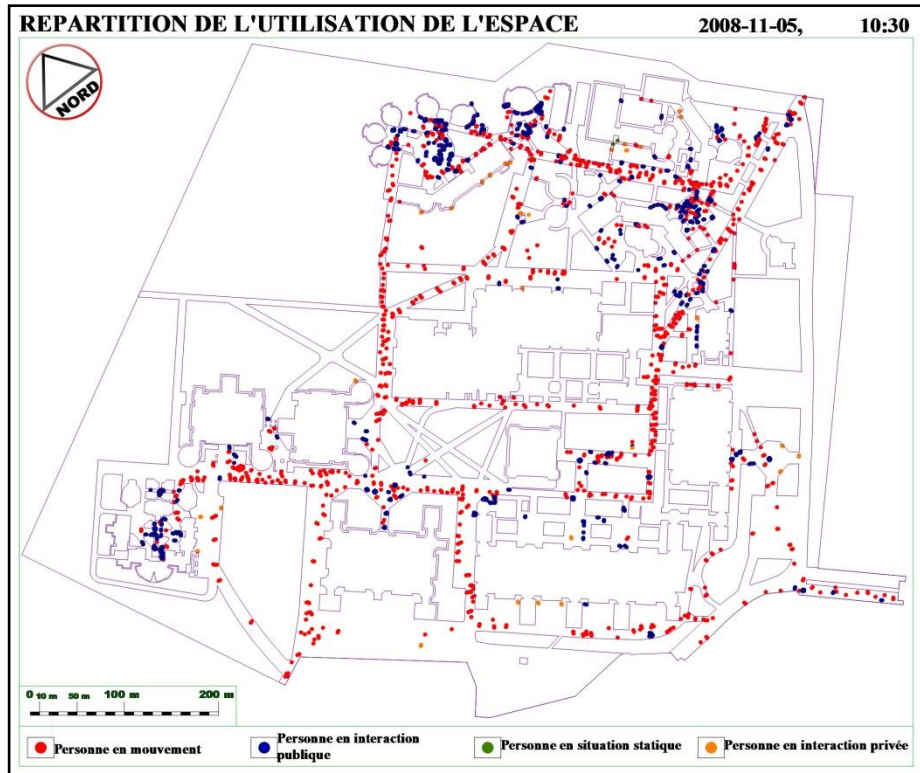 REPARTITION DE L'UTILISATION DE L'ESPACE 2008-11-05, 10:30
NORD
0 10 m 50 m 100 m 200 m
Personne en mouvement
Personne en interaction
publique
Personne en situation statique
Personne en interaction privée